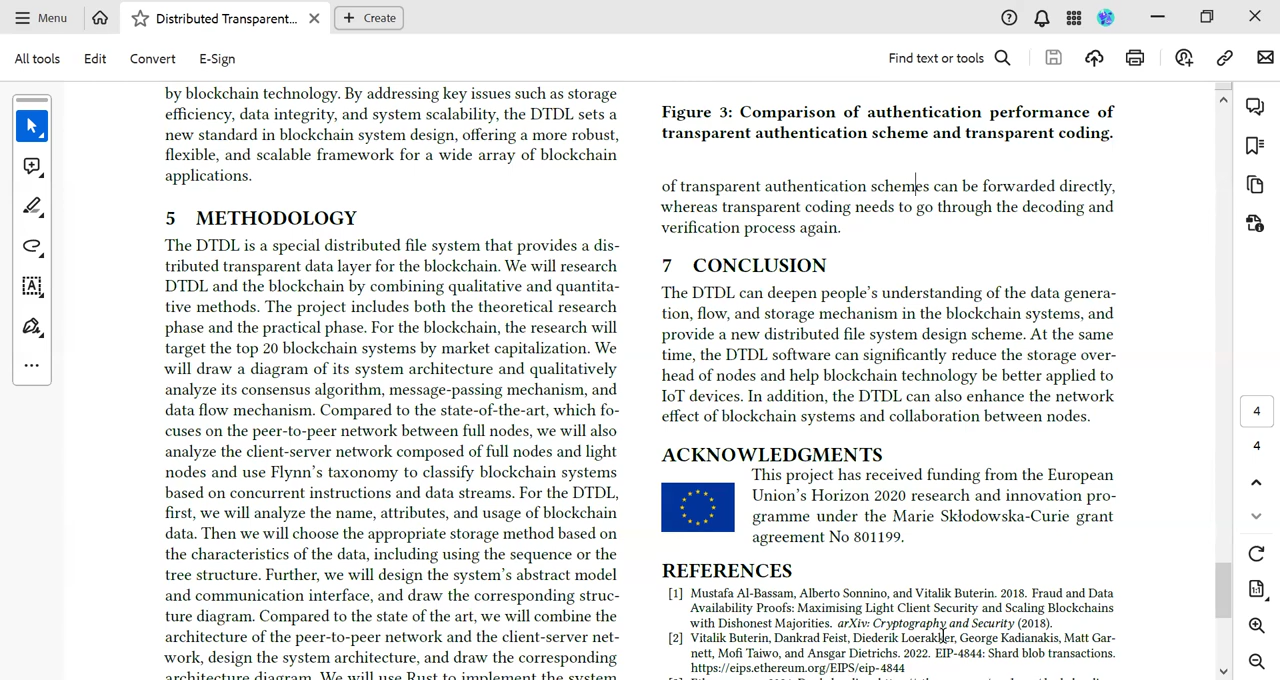 Menu
Distributed Transparent...
Create
All tools
Edit
Convert
E-Sign
Find text or tools
by blockchain technology. By addressing key issues such as storage
efficiency, data integrity, and system scalability, the DTDL sets a
new standard in blockchain system design, offering a more robust,
flexible, and scalable framework for a wide array of blockchain
applications.
5 METHODOLOGY
The DTDL is a special distributed file system that provides a dis-
tributed transparent data layer for the blockchain. We will research
DTDL and the blockchain by combining qualitative and quantita-
tive methods. The project includes both the theoretical research
phase and the practical phase. For the blockchain, the research will
target the top 20 blockchain systems by market capitalization. We
will draw a diagram of its system architecture and qualitatively
analyze its consensus algorithm, message-passing mechanism, and
data flow mechanism. Compared to the state-of-the-art, which fo-
cuses on the peer-to-peer network between full nodes, we will also
analyze the client-server network composed of full nodes and light
nodes and use Flynn's taxonomy to classify blockchain systems
based on concurrent instructions and data streams. For the DTDL,
first, we will analyze the name, attributes, and usage of blockchain
data. Then we will choose the appropriate storage method based on
the characteristics of the data, including using the sequence or the
tree structure. Further, we will design the system's abstract model
and communication interface, and draw the corresponding struc-
ture diagram. Compared to the state of the art, we will combine the
architecture of the peer-to-peer network and the client-server net-
work, design the system architecture, and draw the corresponding
architecture diagram. We will use Rust to implement the system
Figure 3: Comparison of authentication performance of
transparent authentication scheme and transparent coding.
of transparent authentication schemes can be forwarded directly,
whereas transparent coding needs to go through the decoding and
verification process again.
7 CONCLUSION
The DTDL can deepen people's understanding of the data genera-
tion, flow, and storage mechanism in the blockchain systems, and
provide a new distributed file system design scheme. At the same
time, the DTDL software can significantly reduce the storage over-
head of nodes and help blockchain technology be better applied to
IoT devices. In addition, the DTDL can also enhance the network
effect of blockchain systems and collaboration between nodes.
ACKNOWLEDGMENTS
This project has received funding from the European
Union's Horizon 2020 research and innovation pro-
gramme under the Marie Skłodowska-Curie grant
agreement No 801199.
REFERENCES
[1] Mustafa Al-Bassam, Alberto Sonnino, and Vitalik Buterin. 2018. Fraud and Data
Availability Proofs: Maximising Light Client Security and Scaling Blockchains
with Dishonest Majorities. arXiv: Cryptography and Security (2018).
[2] Vitalik Buterin, Dankrad Feist, Diederik Loerakker, George Kadianakis, Matt Gar-
nett, Mofi Taiwo, and Ansgar Dietrichs. 2022. EIP-4844: Shard blob transactions.
https://eips.ethereum.org/EIPS/eip-4844
4
4